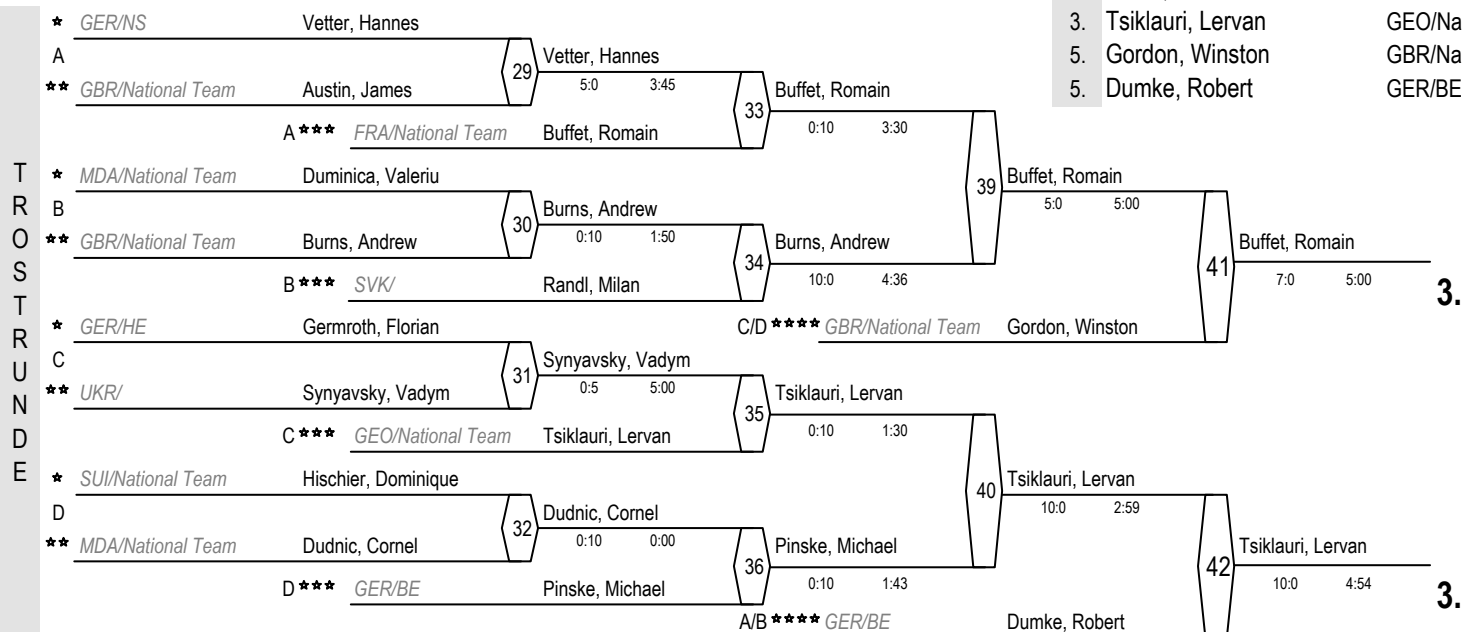 3. Tsiklauri, Lervan GEO/Na
5. Gordon, Winston GBR/Na
5. Dumke, Robert GER/BE
TROSTRUNDE
* GER/NS Vetter, Hannes
A
** GBR/National Team Austin, James
29 Vetter, Hannes
5:0 3:45
A *** FRA/National Team Buffet, Romain
33 Buffet, Romain
0:10 3:30
* MDA/National Team Duminica, Valeriu
B
** GBR/National Team Burns, Andrew
30 Burns, Andrew
0:10 1:50
B *** SVK/ Randl, Milan
34 Burns, Andrew
10:0 4:36
39 Buffet, Romain
5:0 5:00
C/D **** GBR/National Team Gordon, Winston
41 Buffet, Romain
7:0 5:00
3.
* GER/HE Germroth, Florian
C
** UKR/ Synyavsky, Vadym
31 Synyavsky, Vadym
0:5 5:00
C *** GEO/National Team Tsiklauri, Lervan
35 Tsiklauri, Lervan
0:10 1:30
* SUI/National Team Hischier, Dominique
D
** MDA/National Team Dudnic, Cornel
32 Dudnic, Cornel
0:10 0:00
D *** GER/BE Pinske, Michael
36 Pinske, Michael
0:10 1:43
40 Tsiklauri, Lervan
10:0 2:59
A/B **** GER/BE Dumke, Robert
42 Tsiklauri, Lervan
10:0 4:54
3.